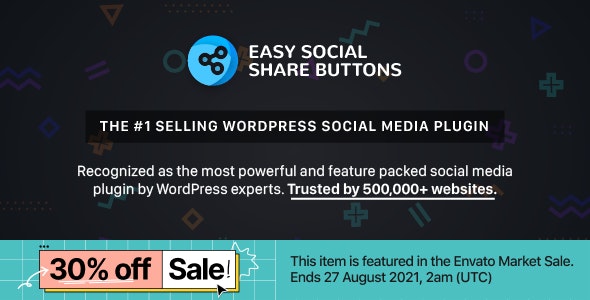 EASY SOCIAL
SHARE BUTTONS
THE #1 SELLING WORDPRESS SOCIAL MEDIA PLUGIN
Recognized as the most powerful and feature packed social media
plugin by WordPress experts. Trusted by 500,000+ websites.
30% off Sale!
This item is featured in the Envato Market Sale.
Ends 27 August 2021, 2am (UTC)